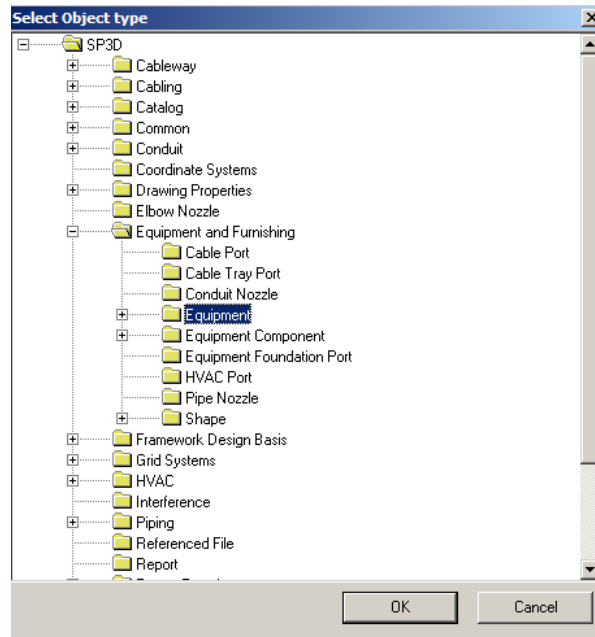 Select Object type
SP3D
Cableway
Cabling
Catalog
Common
Conduit
Coordinate Systems
Drawing Properties
Elbow Nozzle
Equipment and Furnishing
Cable Port
Cable Tray Port
Conduit Nozzle
Equipment
Equipment Component
Equipment Foundation Port
HVAC Port
Pipe Nozzle
Shape
Framework Design Basis
Grid Systems
HVAC
Interference
Piping
Referenced File
Report
OK Cancel